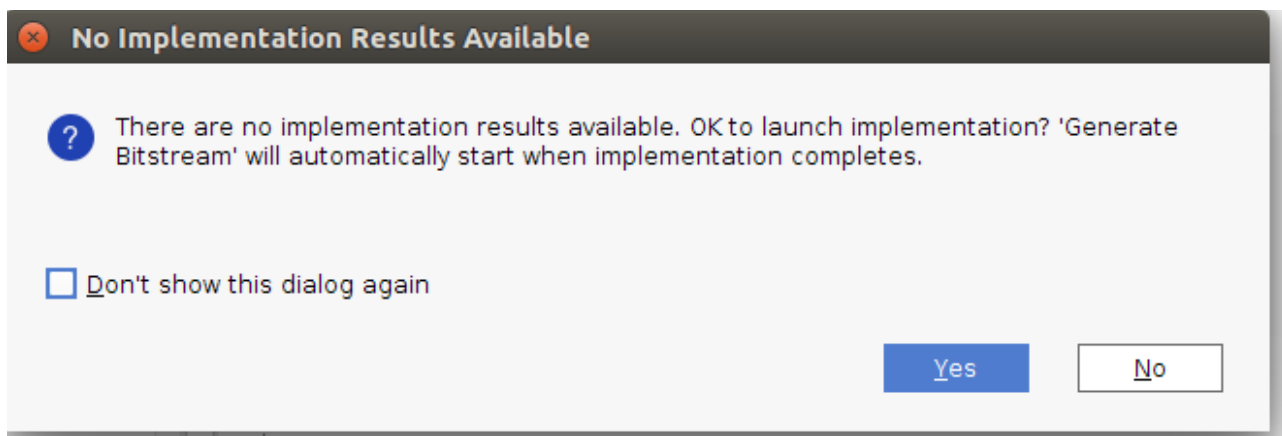 No Implementation Results Available
There are no implementation results available. OK to launch implementation? 'Generate
Bitstream' will automatically start when implementation completes.
Don't show this dialog again
Yes
No